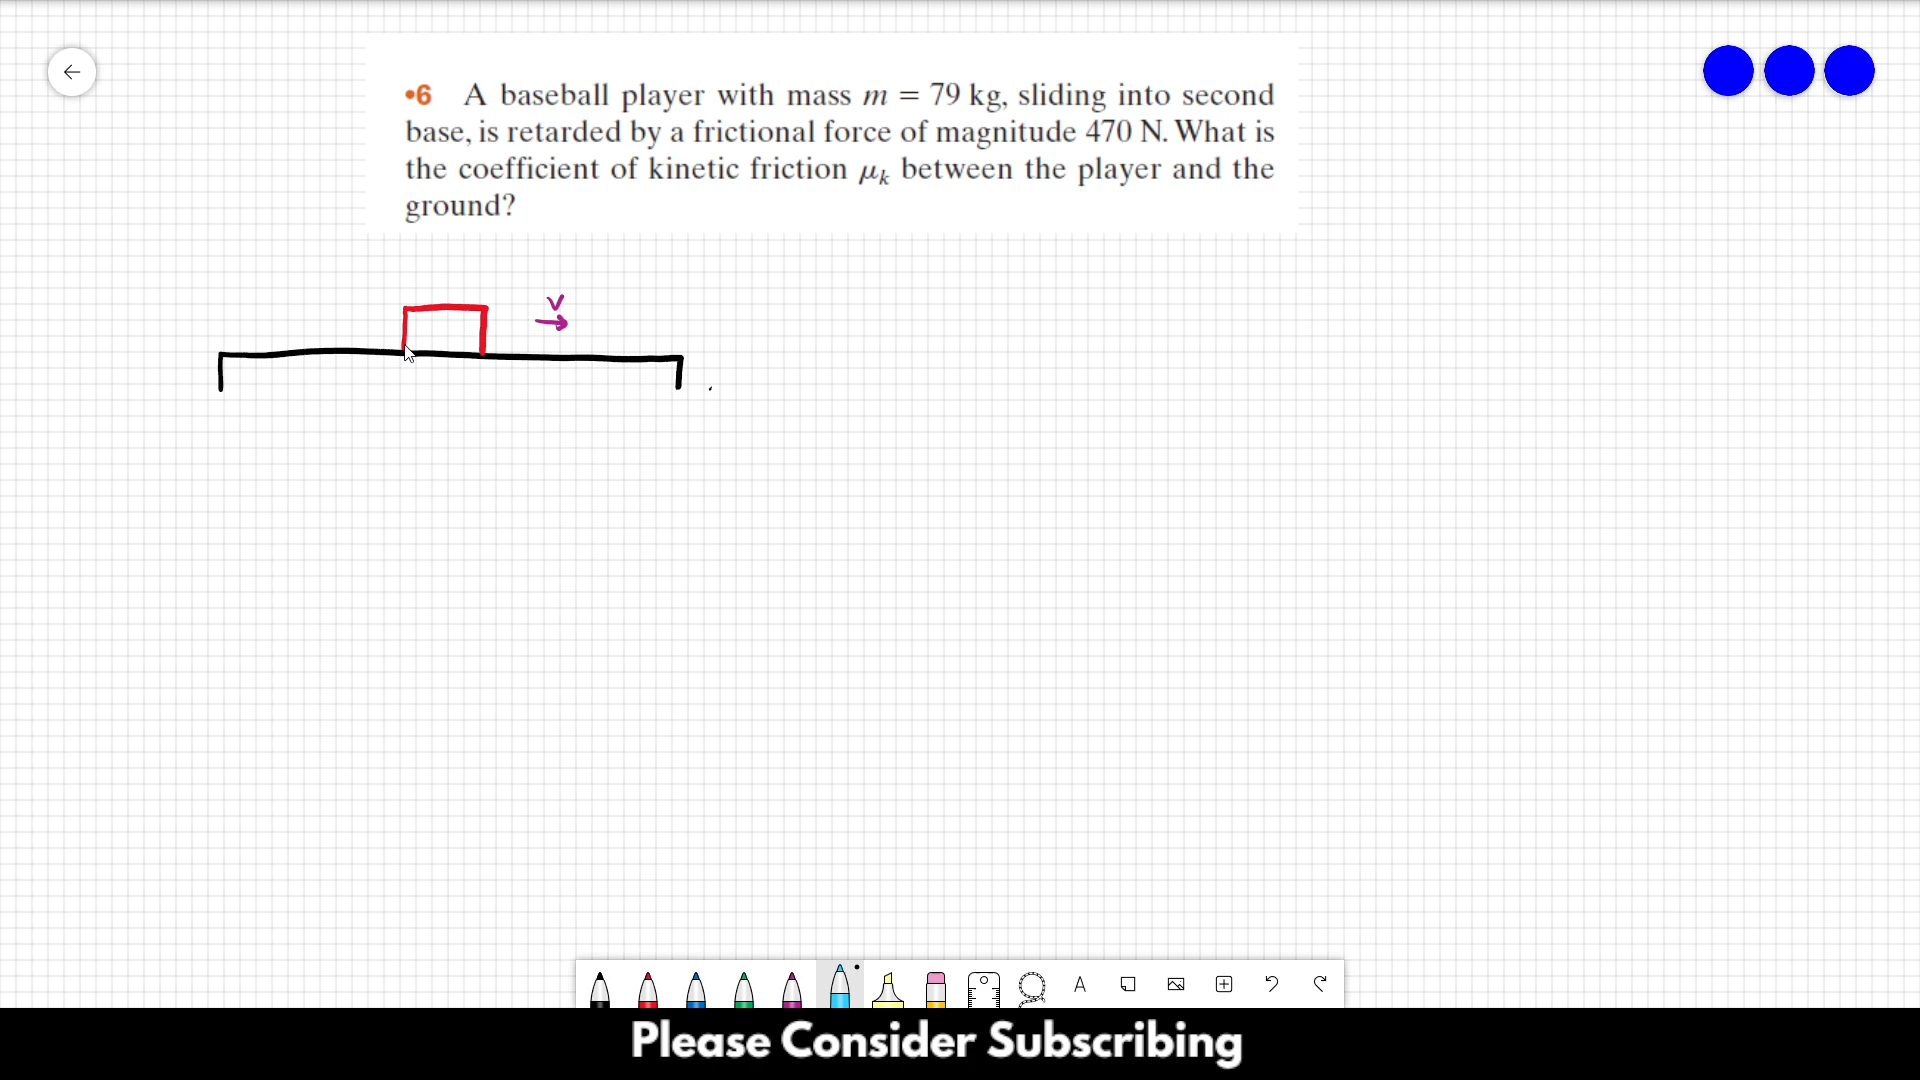 •6 A baseball player with mass m = 79 kg, sliding into second
base, is retarded by a frictional force of magnitude 470 N. What is
the coefficient of kinetic friction μk between the player and the
ground?
V
A
Please Consider Subscribing